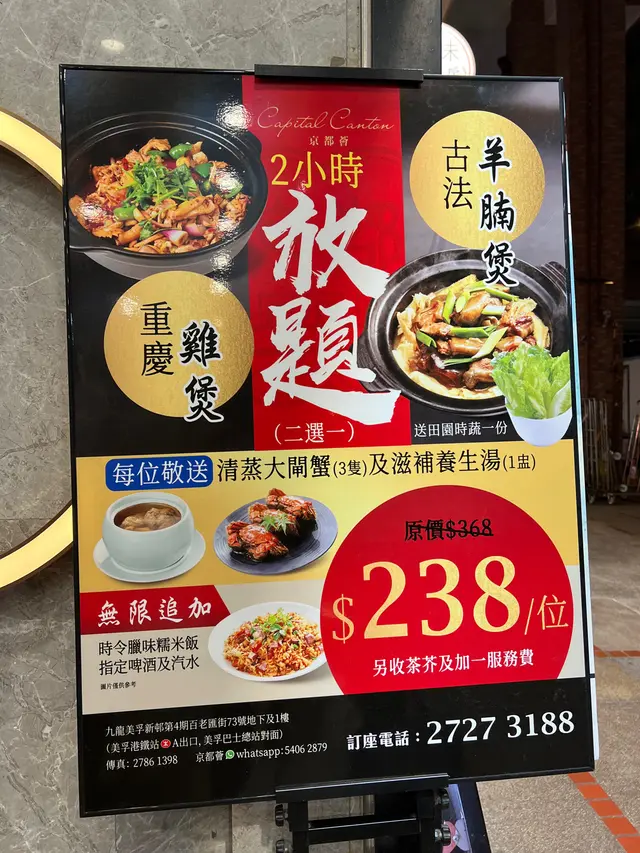 Capital Canton
京都薈
2小時
放題
(二選一)
古法
羊腩煲
重慶
雞煲
送田園時蔬一份
每位敬送 清蒸大閘蟹(3隻)及滋補養生湯(1盅)
原價$368
$238/位
另收茶芥及加一服務費
無限追加
時令臘味糯米飯
指定啤酒及汽水
圖片僅供參考
九龍美孚新邨第4期百老匯街73號地下及1樓
(美孚港鐵站 A出口, 美孚巴士總站對面)
傳真: 2786 1398 京都薈 whatsapp: 5406 2879
訂座電話：2727 3188